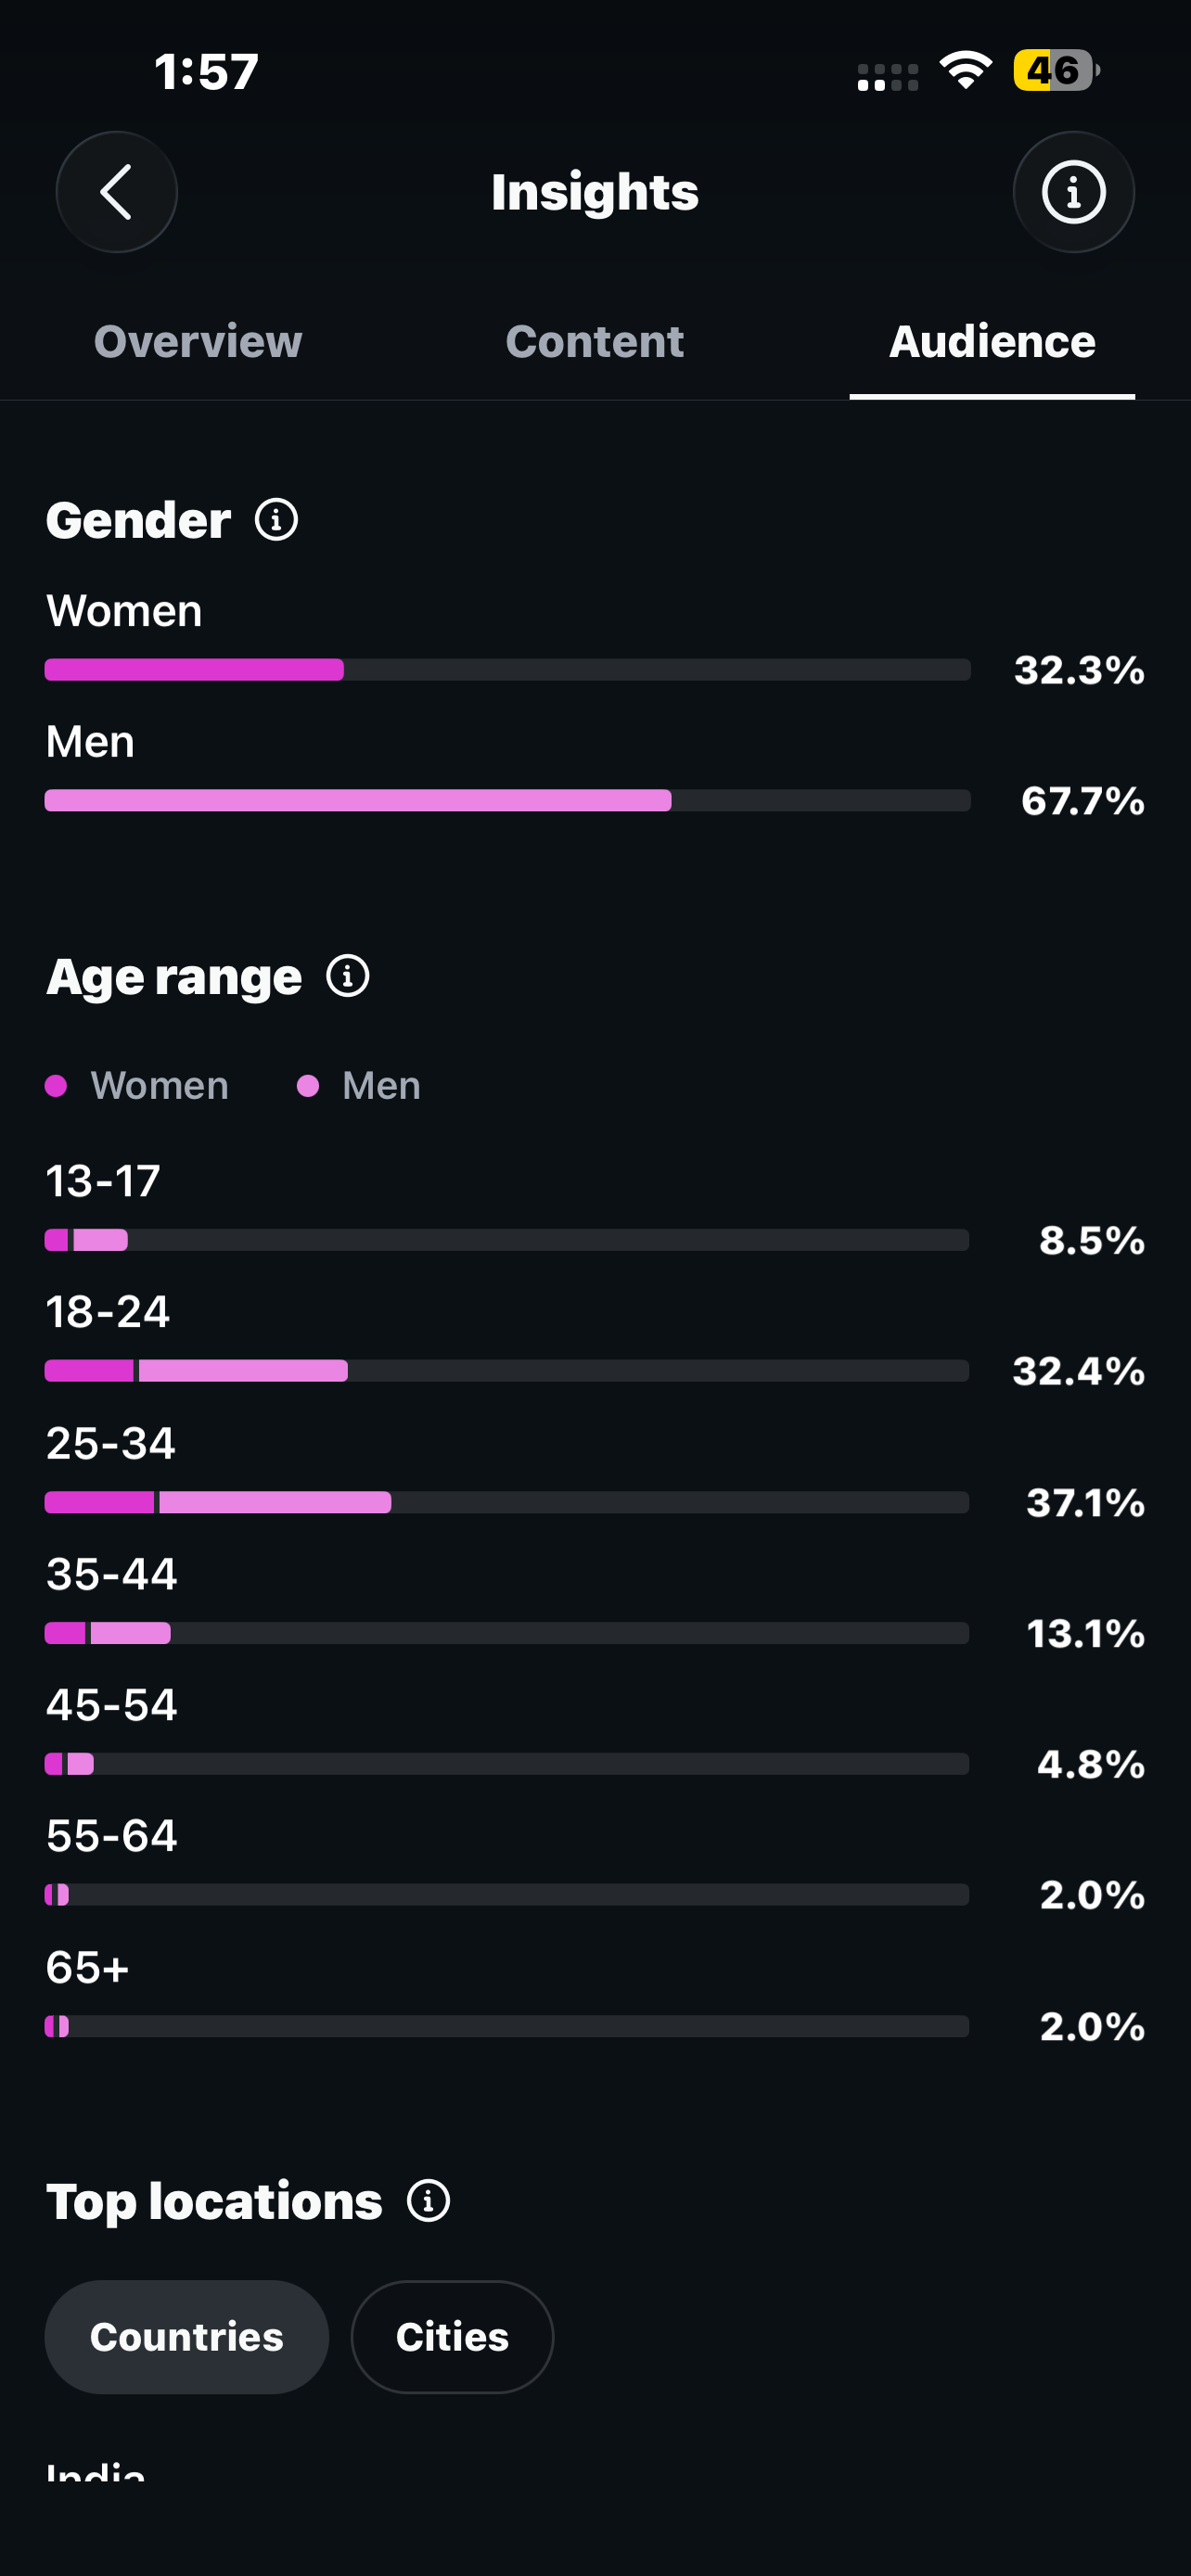 1:57
46
Insights
Overview Content Audience
Gender
Women
32.3%
Men
67.7%
Age range
Women Men
13-17
8.5%
18-24
32.4%
25-34
37.1%
35-44
13.1%
45-54
4.8%
55-64
2.0%
65+
2.0%
Top locations
Countries Cities
India